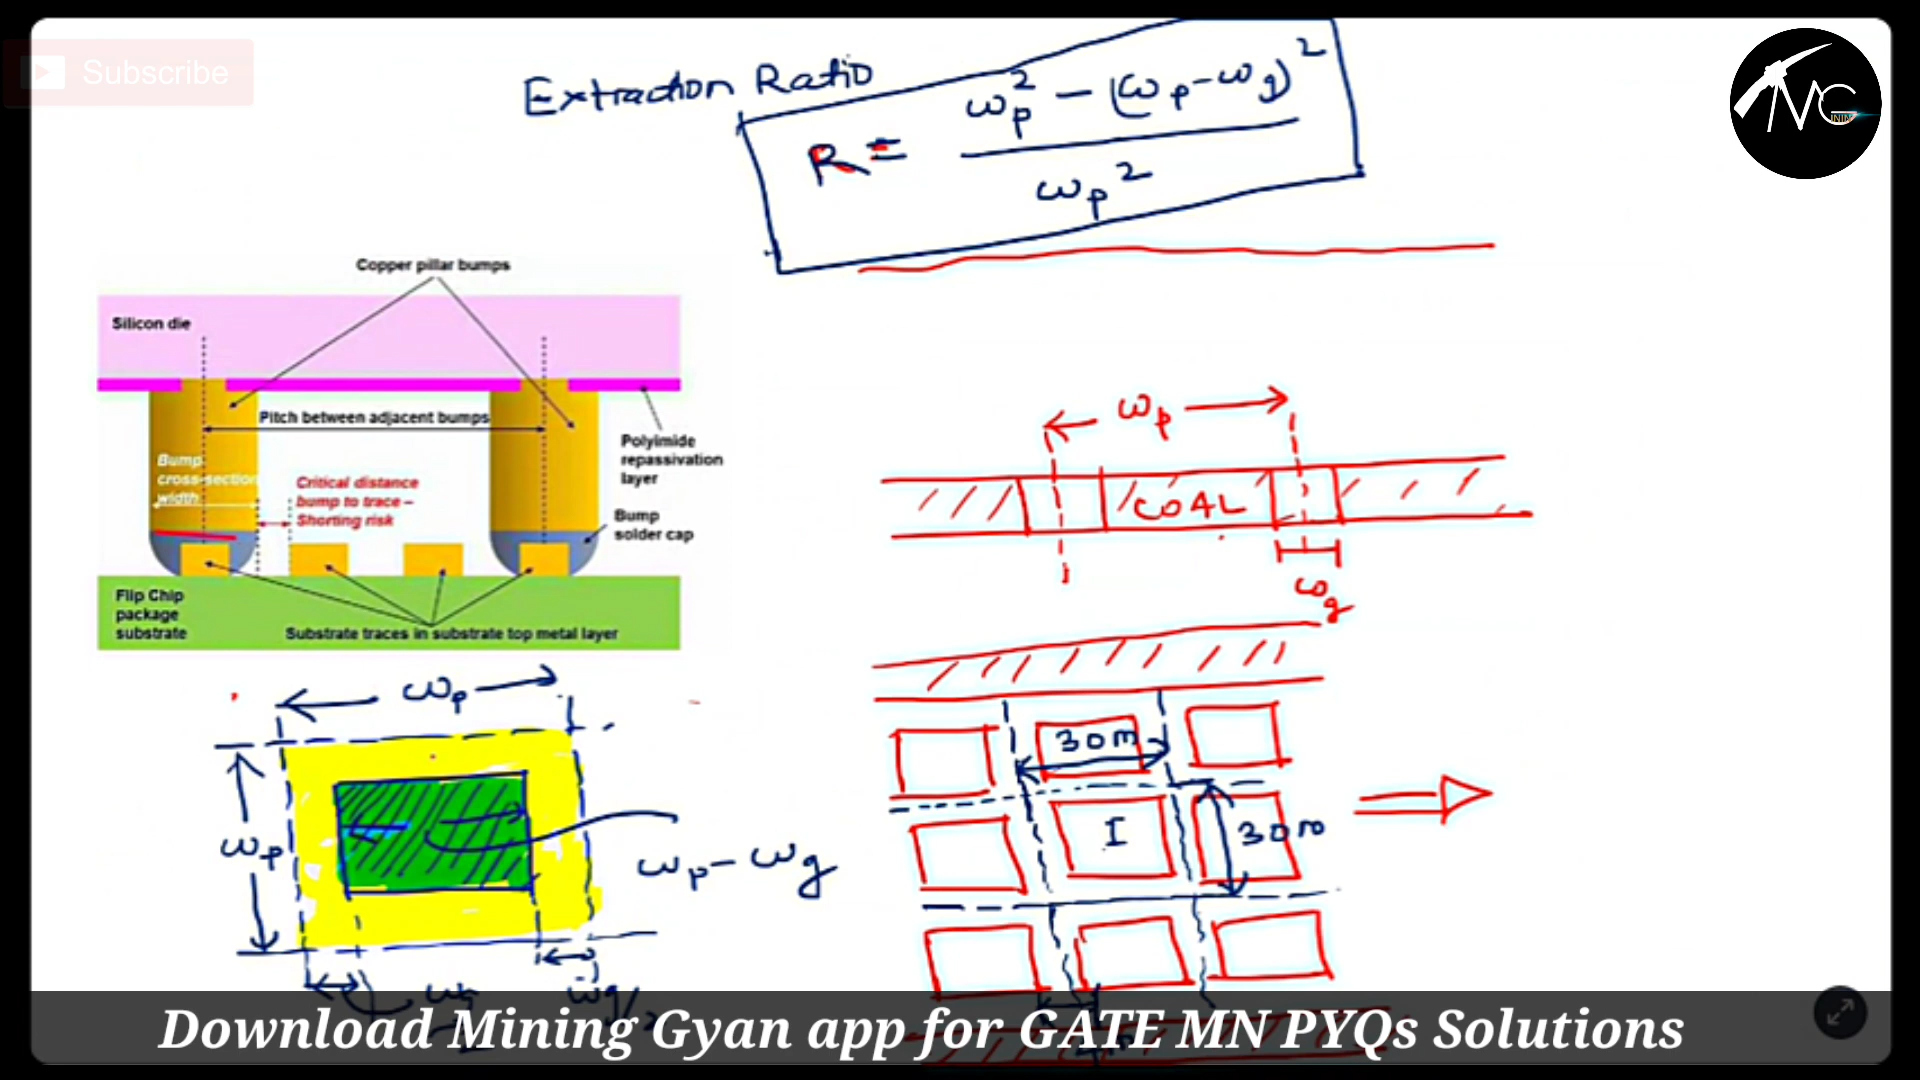 Subscribe
Extraction Ratio
R = ωp² - (ωp-ωg)²
ωp²
MG
INING
Copper pillar bumps
Silicon die
Pitch between adjacent bumps
Bump
cross-section
width
Critical distance
bump to trace –
Shorting risk
Polyimide
repassivation
layer
Bump
solder cap
Flip Chip
package
substrate
Substrate traces in substrate top metal layer
ωp
COAL
ωg
ωp
ωp
ωp-ωg
ωg/
30m
I
30m
Download Mining Gyan app for GATE MN PYQs Solutions